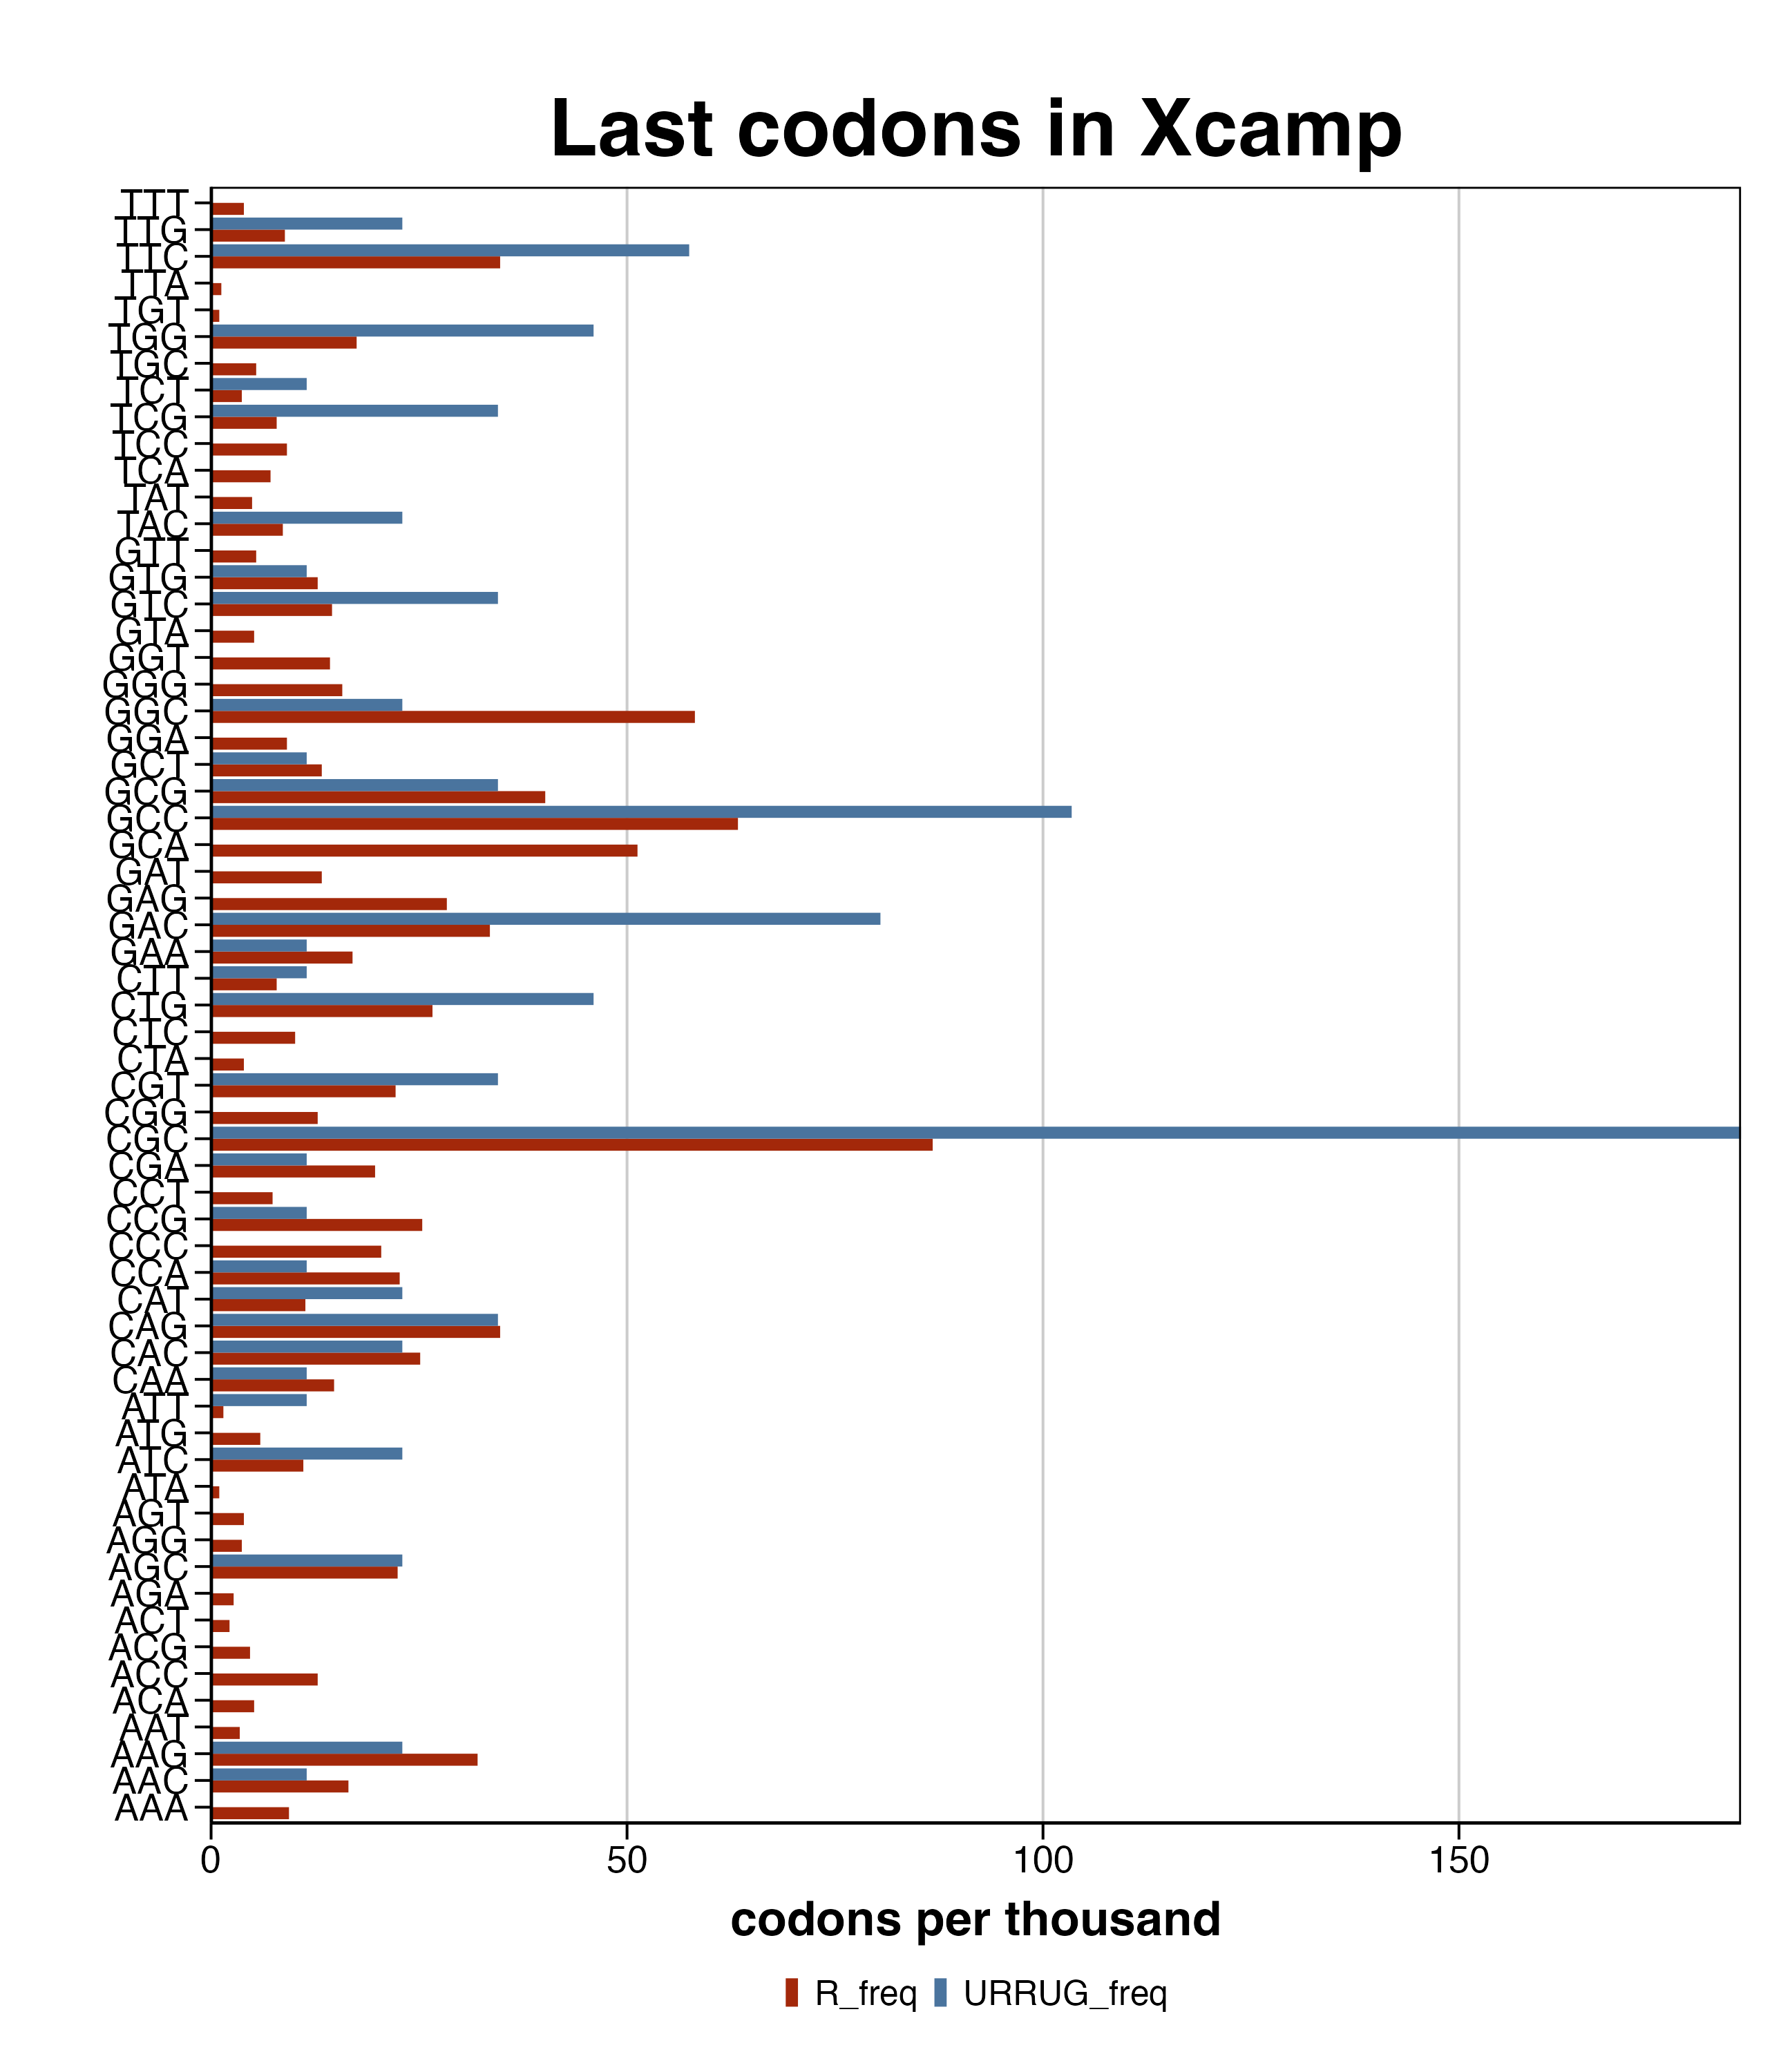 Last codons in Xcamp
TTT
TTG
TTC
TTA
TGT
TGG
TGC
TCT
TCG
TCC
TCA
TAT
TAC
GTT
GTG
GTC
GTA
GGT
GGG
GGC
GGA
GCT
GCG
GCC
GCA
GAT
GAG
GAC
GAA
CTT
CTG
CTC
CTA
CGT
CGG
CGC
CGA
CCT
CCG
CCC
CCA
CAT
CAG
CAC
CAA
ATT
ATG
ATC
ATA
AGT
AGG
AGC
AGA
ACT
ACG
ACC
ACA
AAT
AAG
AAC
AAA
0 50 100 150
codons per thousand
R_freq URRUG_freq